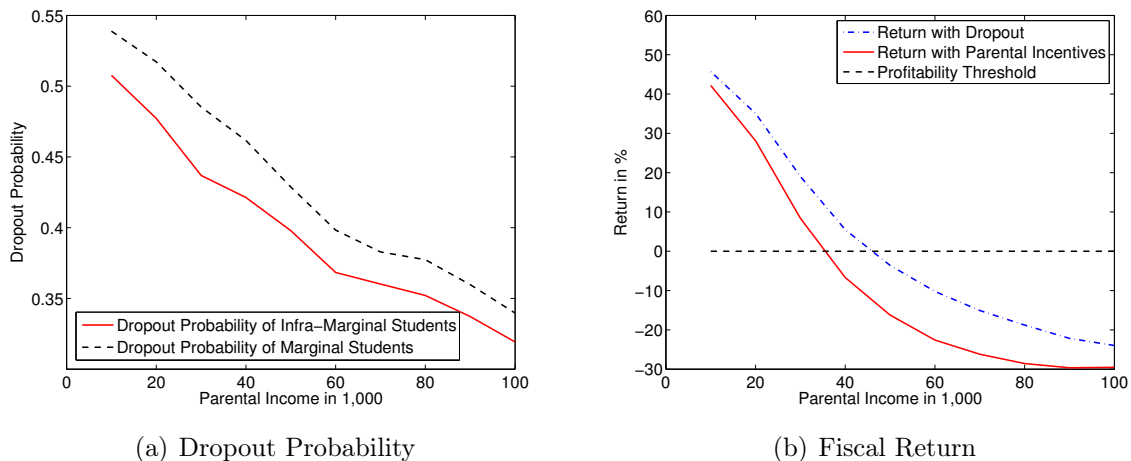 0.55
0.5
0.45
0.4
0.35
Dropout Probability
Dropout Probability of Infra−Marginal Students
Dropout Probability of Marginal Students
0 20 40 60 80 100
Parental Income in 1,000
(a) Dropout Probability
60
50
40
30
20
10
0
−10
−20
−30
Return in %
Return with Dropout
Return with Parental Incentives
Profitability Threshold
0 20 40 60 80 100
Parental Income in 1,000
(b) Fiscal Return